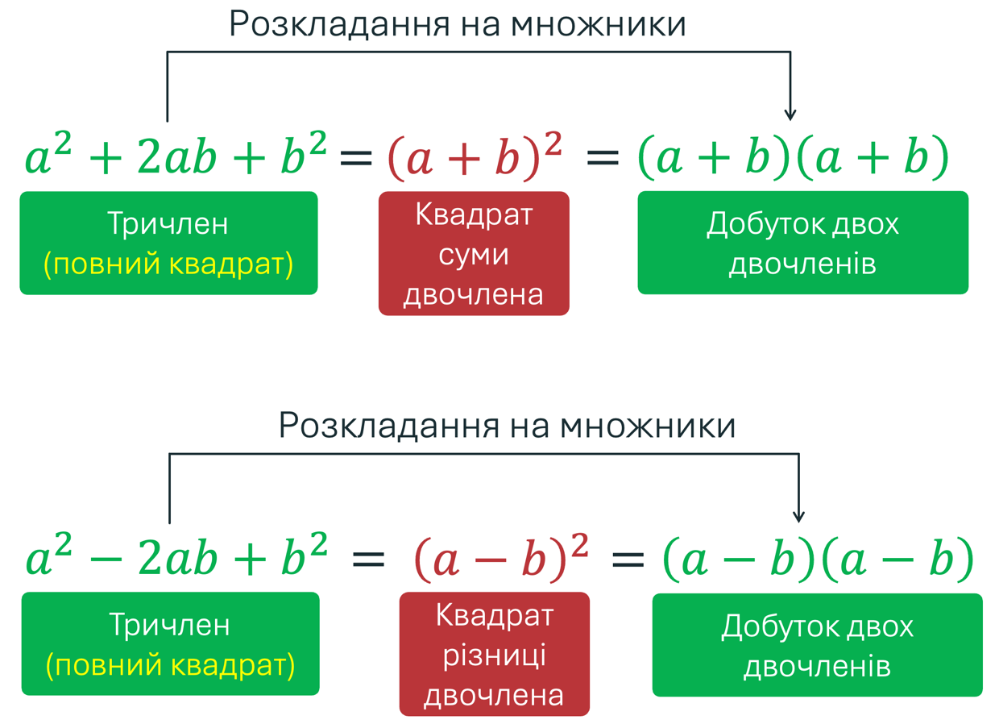 Розкладання на множники
a² + 2ab + b² = (a + b)² = (a + b)(a + b)
Тричлен
(повний квадрат)
Квадрат
суми
двочлена
Добуток двох
двочленів
Розкладання на множники
a² − 2ab + b² = (a − b)² = (a − b)(a − b)
Тричлен
(повний квадрат)
Квадрат
різниці
двочлена
Добуток двох
двочленів